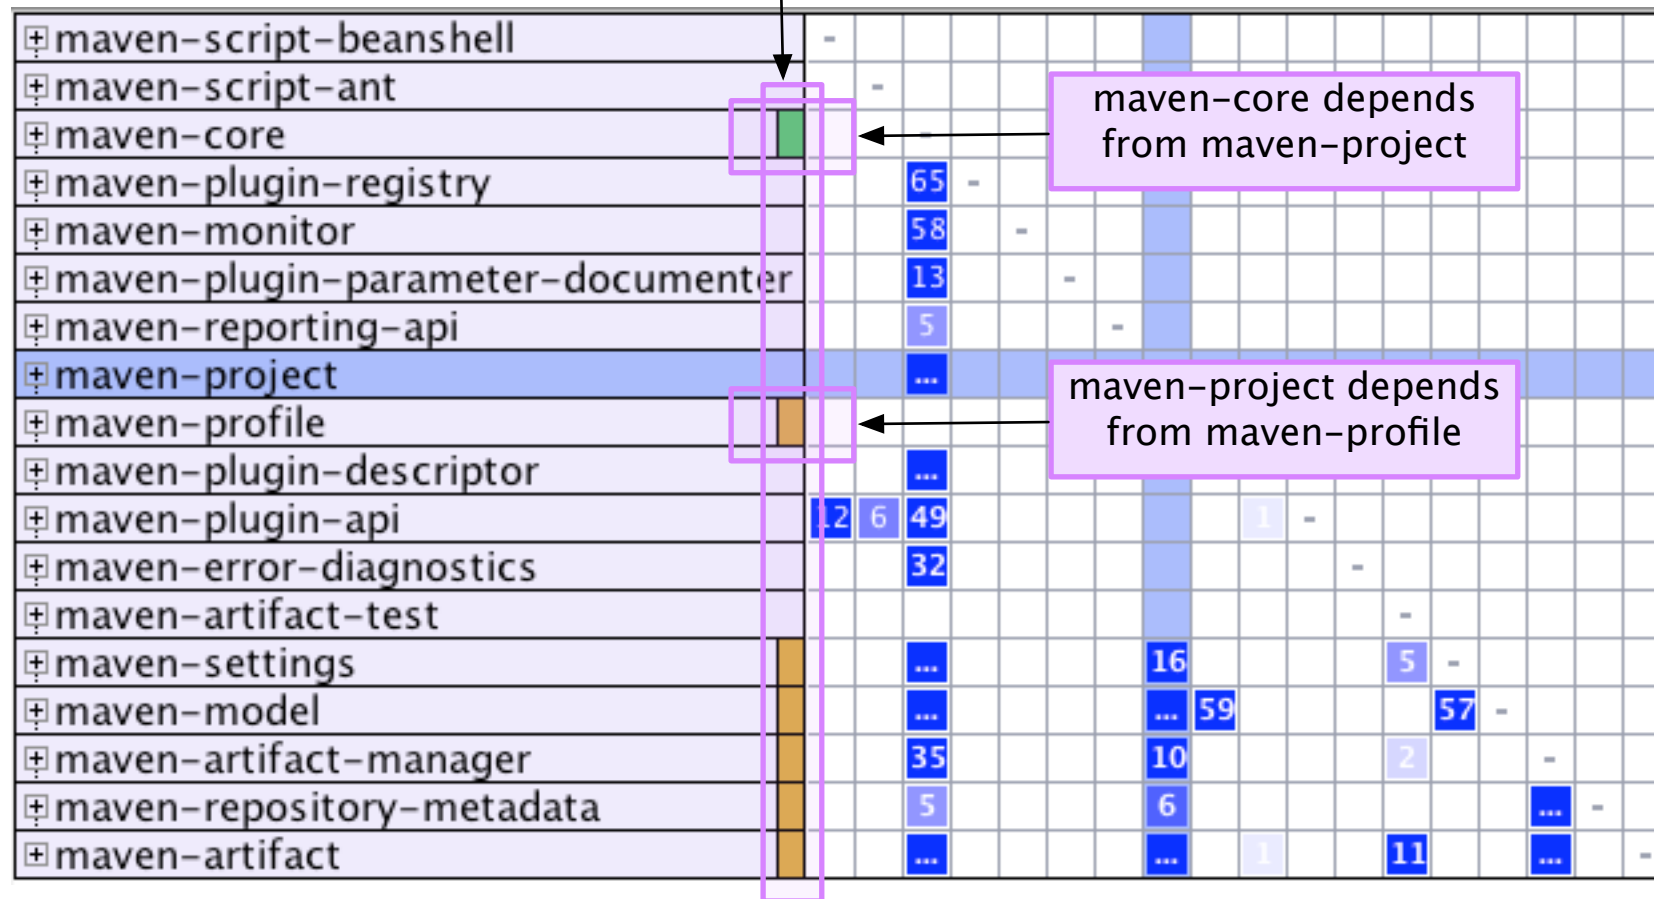 maven-script-beanshell -
maven-script-ant -
maven-core -
maven-core depends
from maven-project
maven-plugin-registry 65 -
maven-monitor 58 -
maven-plugin-parameter-documenter 13 -
maven-reporting-api 5 -
maven-project ...
maven-project depends
from maven-profile
maven-profile
maven-plugin-descriptor ...
maven-plugin-api 12 6 49 1 -
maven-error-diagnostics 32 -
maven-artifact-test -
maven-settings ... 16 5 -
maven-model ... ... 59 57 -
maven-artifact-manager 35 10 2 -
maven-repository-metadata 5 6 ... -
maven-artifact ... ... 1 11 ... -